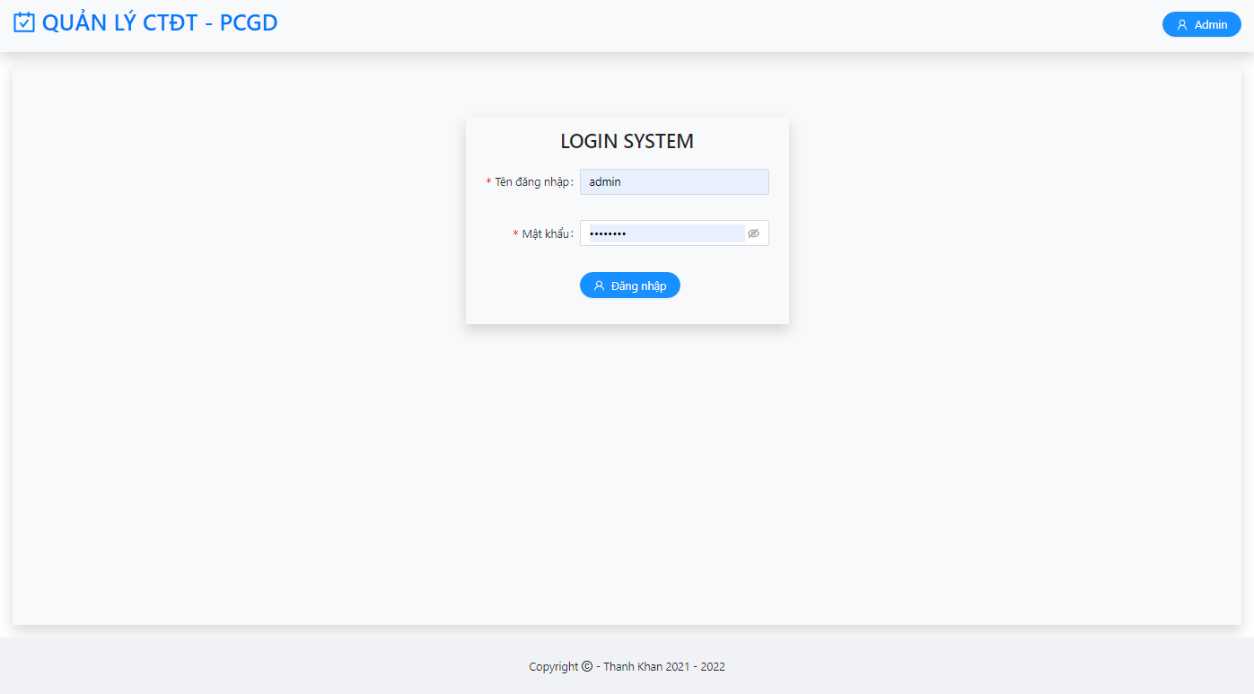 QUẢN LÝ CTĐT - PCGD
Admin
LOGIN SYSTEM
* Tên đăng nhập: admin
* Mật khẩu: ••••••••
Đăng nhập
Copyright © - Thanh Khan 2021 - 2022